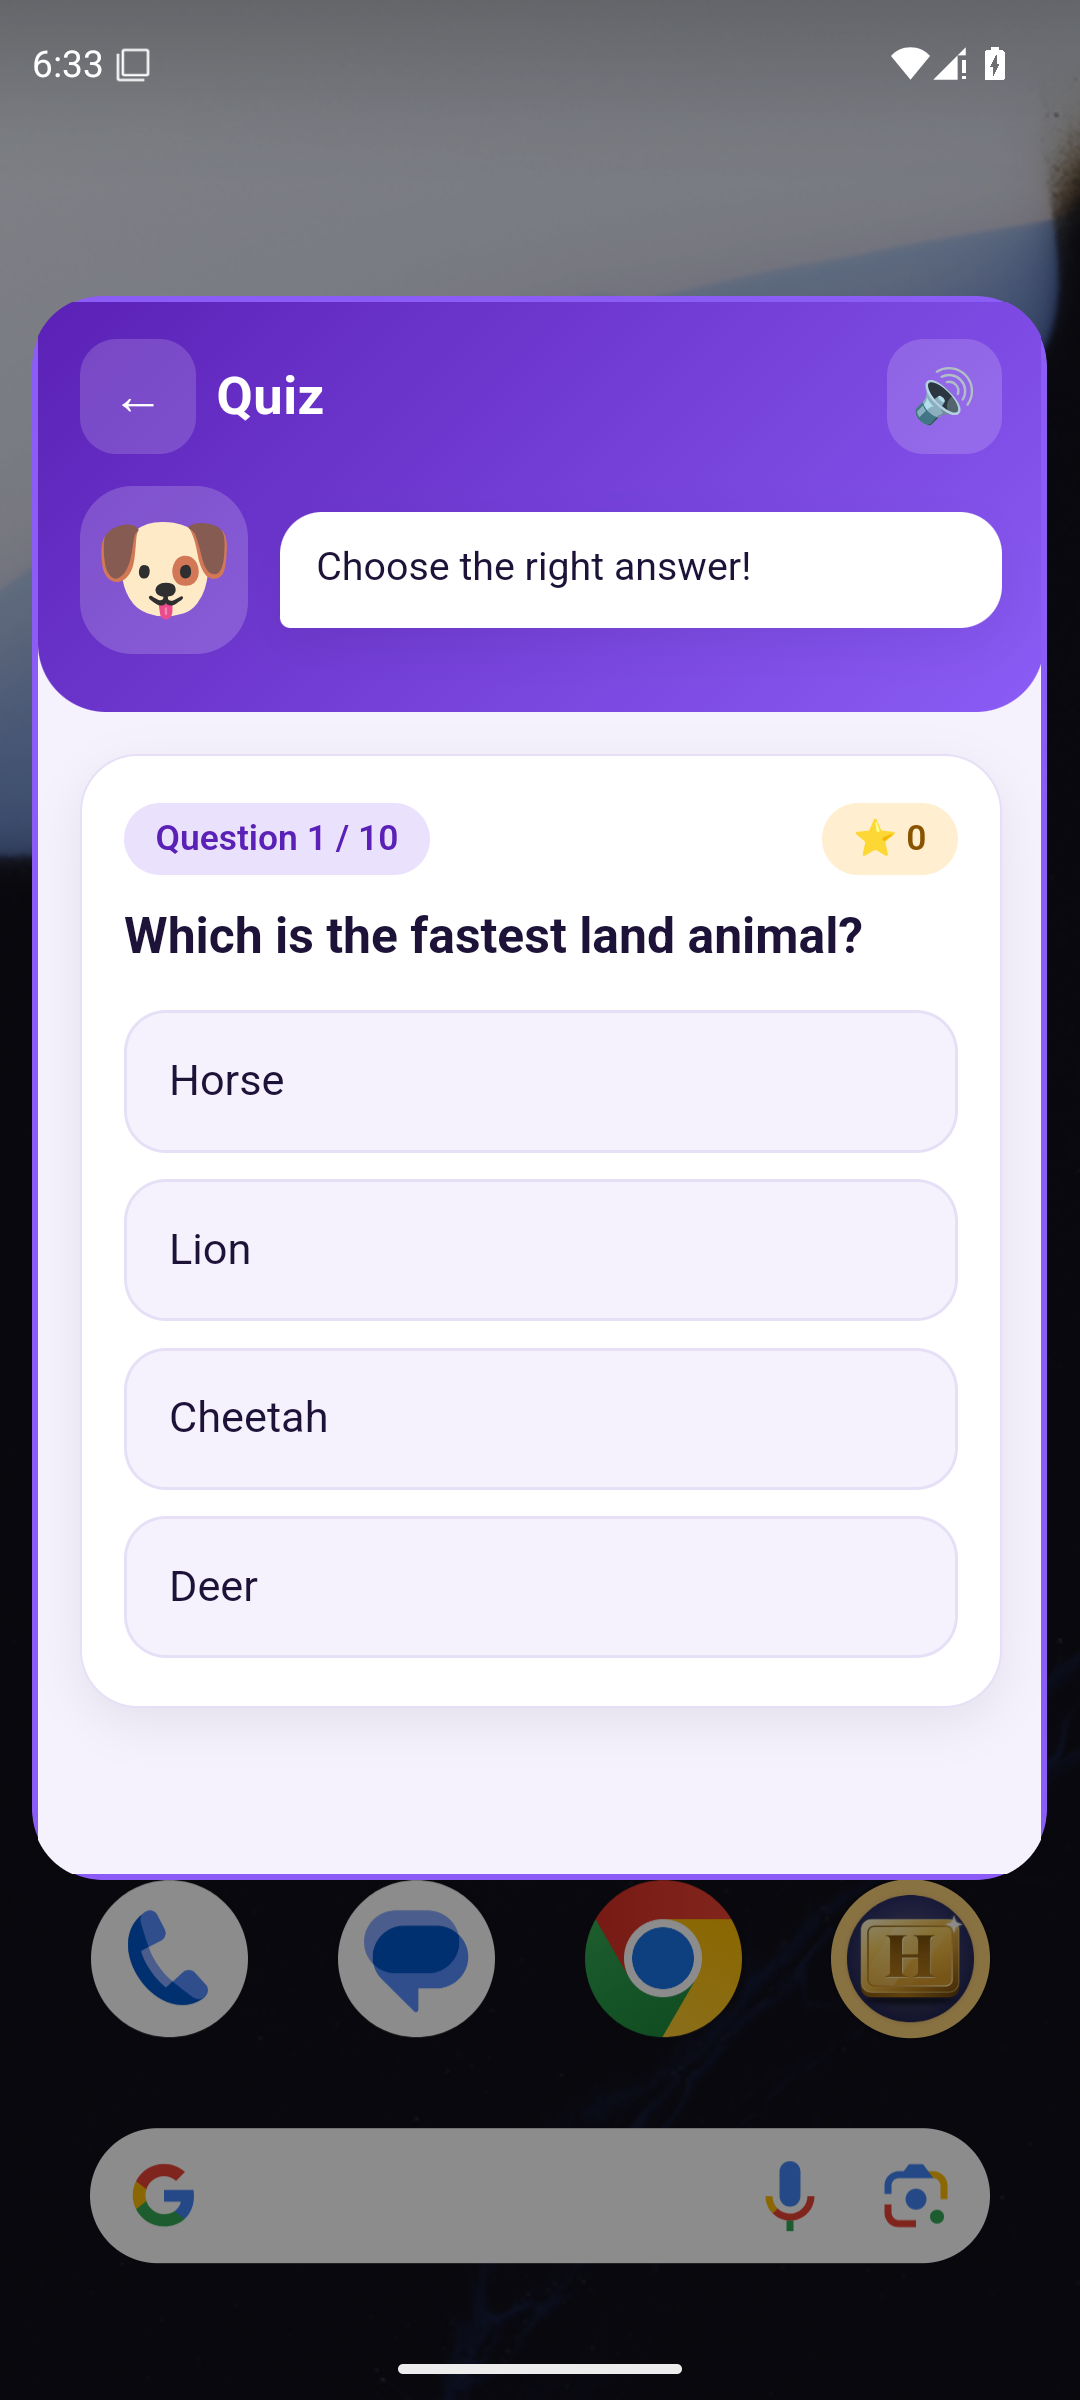 6:33
← Quiz
Choose the right answer!
Question 1 / 10
0
Which is the fastest land animal?
Horse
Lion
Cheetah
Deer
H